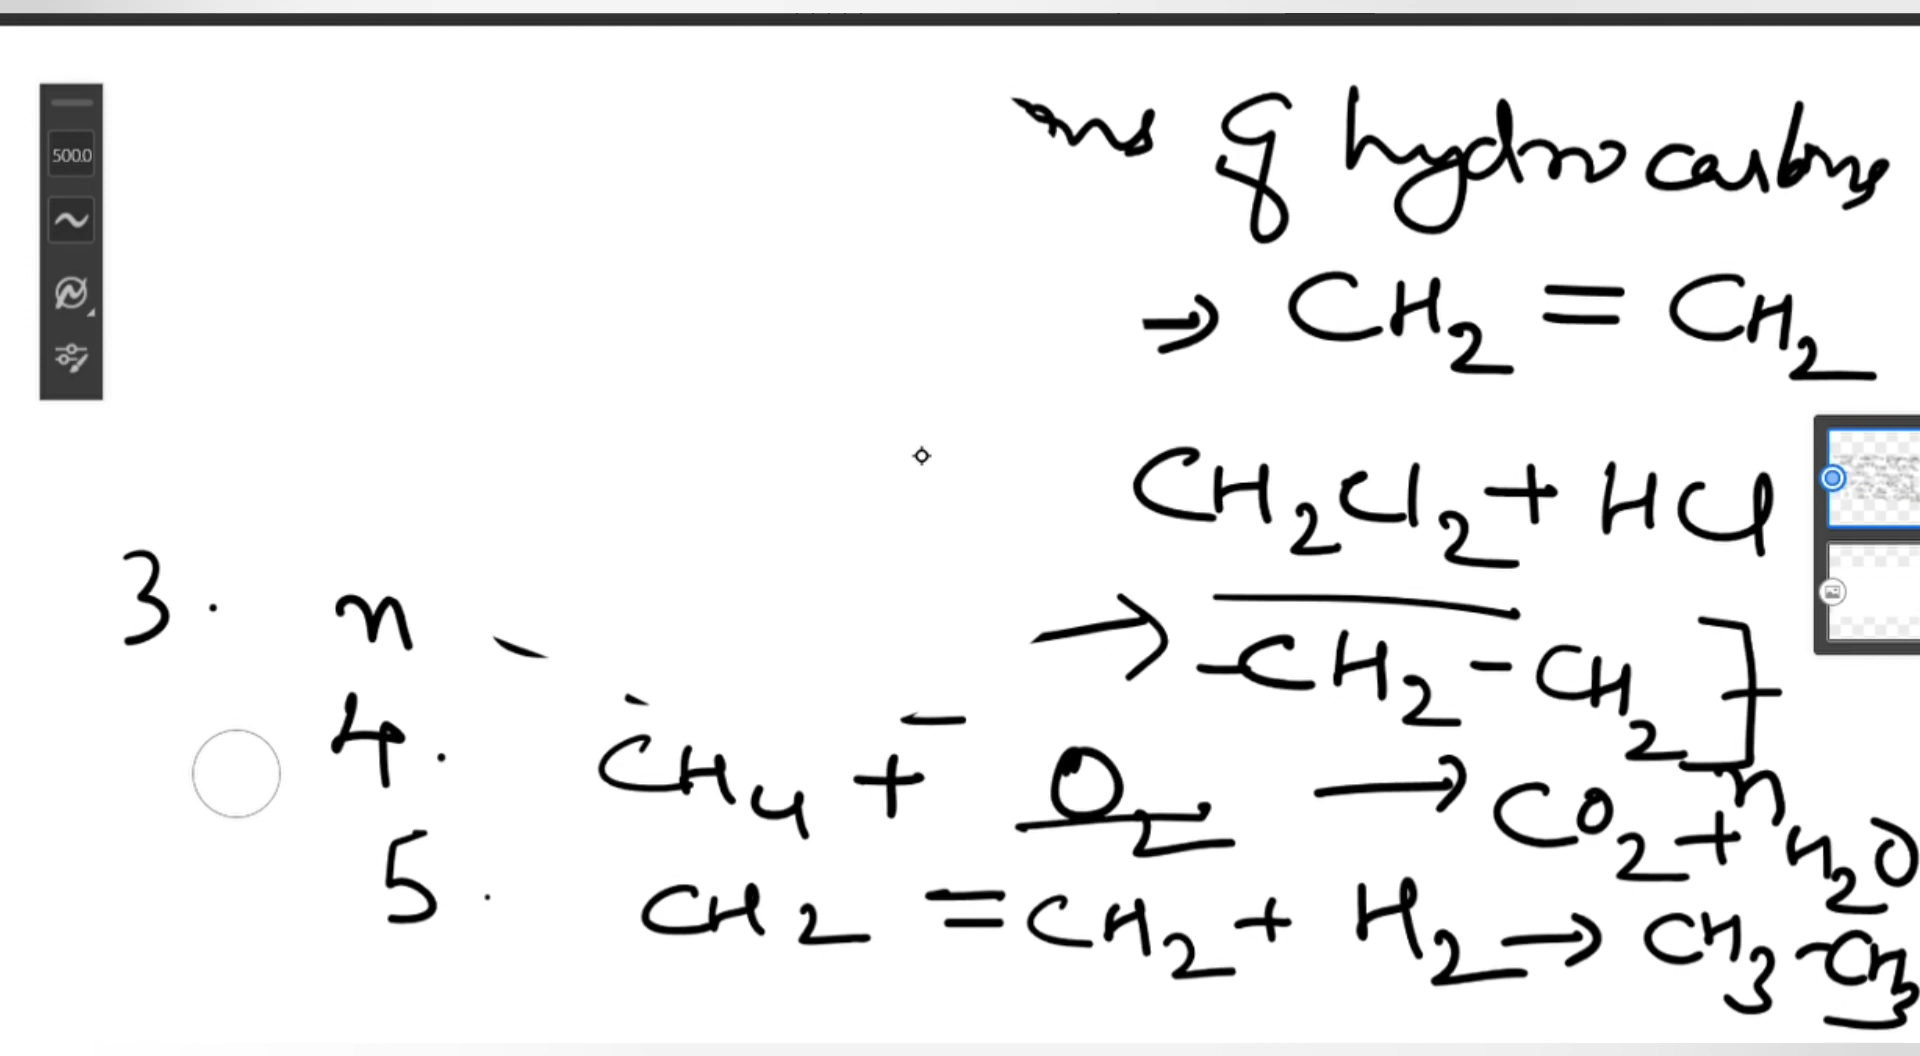 500.0
ms of hydrocarbons
→ CH₂ = CH₂
CH₂Cl₂ + HCl
3. n → -CH₂-CH₂]n
4. CH₄ + O₂ → CO₂ + H₂O
5. CH₂ = CH₂ + H₂ → CH₃-CH₃